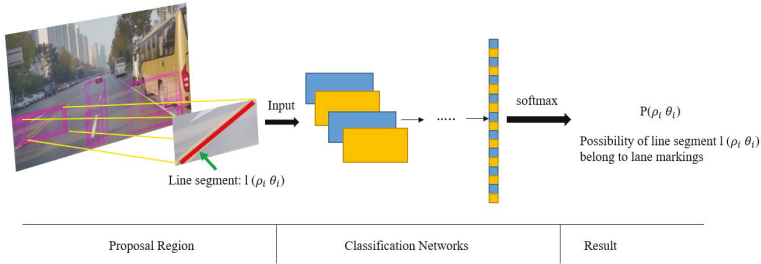 Input
softmax
P(ρᵢ θᵢ)
Possibility of line segment l (ρᵢ θᵢ)
belong to lane markings
Line segment: l (ρᵢ θᵢ)
Proposal Region
Classification Networks
Result